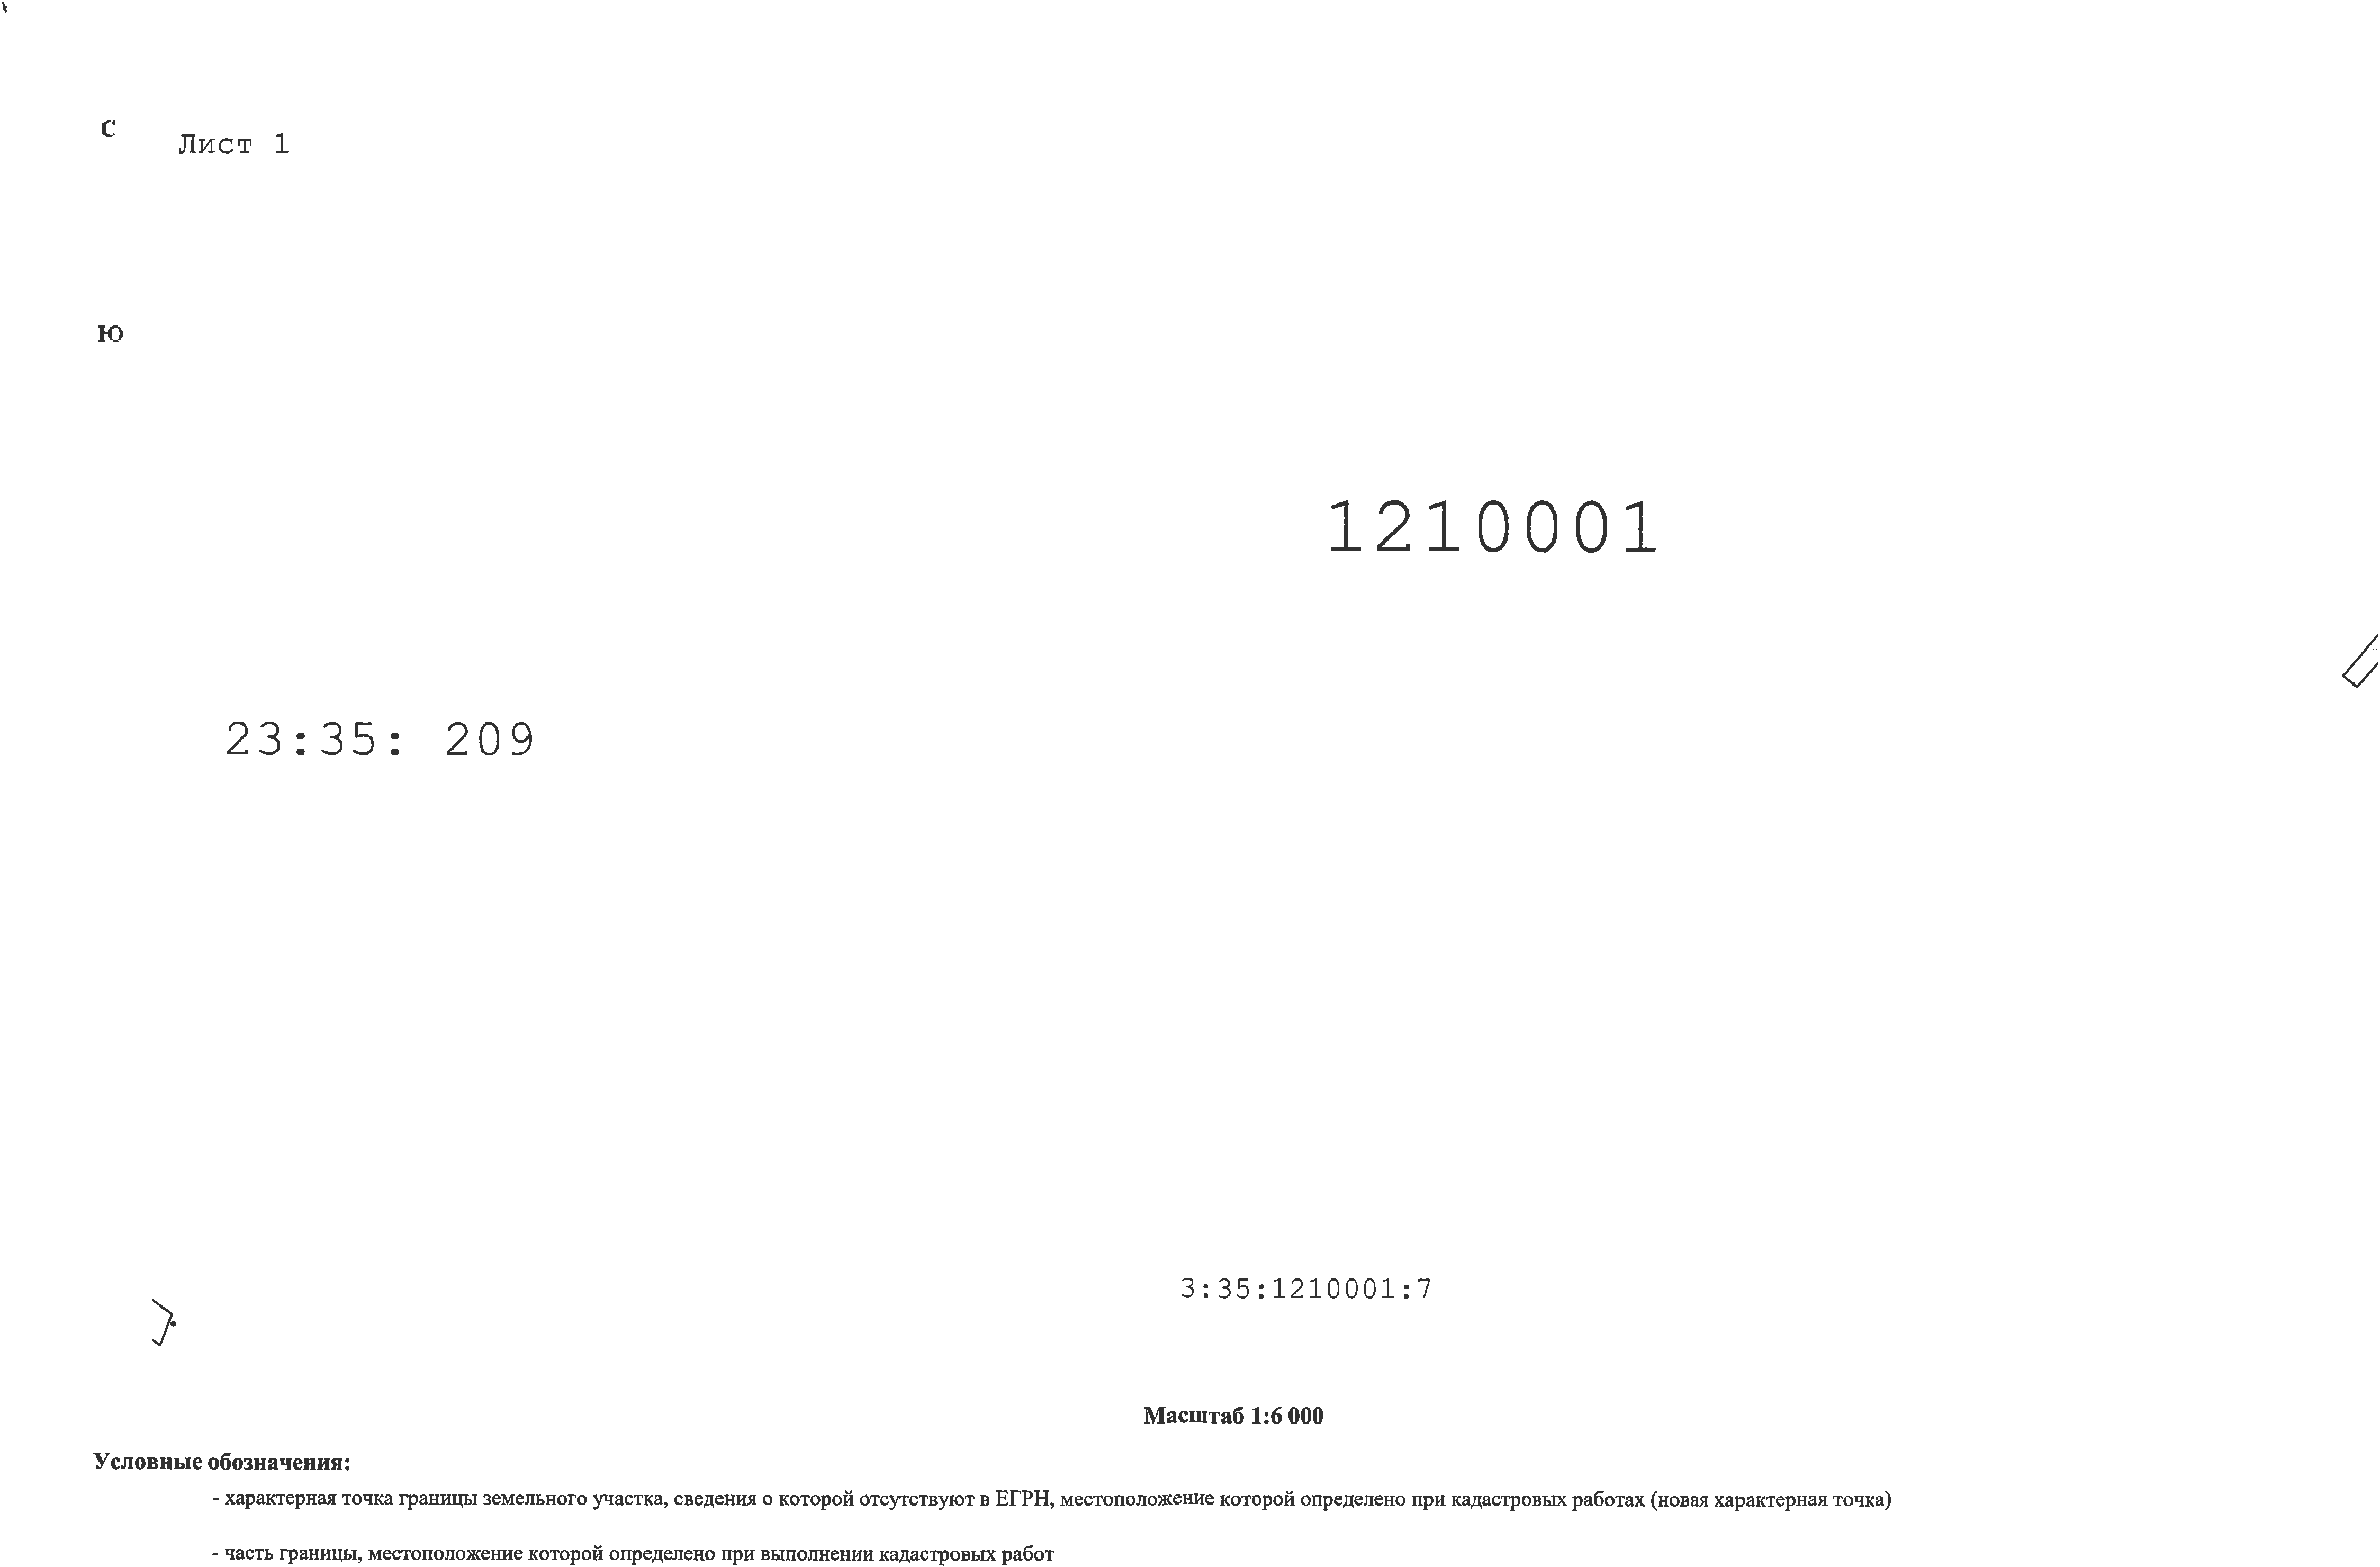 С
Лист 1
Ю
1210001
23:35: 209
3:35:1210001:7
Масштаб 1:6 000
Условные обозначения:
- характерная точка границы земельного участка, сведения о которой отсутствуют в ЕГРН, местоположение которой определено при кадастровых работах (новая характерная точка)
- часть границы, местоположение которой определено при выполнении кадастровых работ